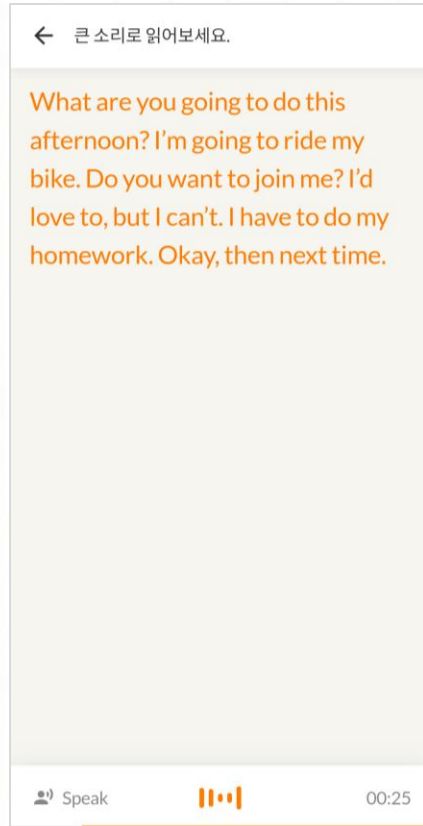 큰 소리로 읽어보세요.
What are you going to do this
afternoon? I'm going to ride my
bike. Do you want to join me? I'd
love to, but I can't. I have to do my
homework. Okay, then next time.
Speak
00:25